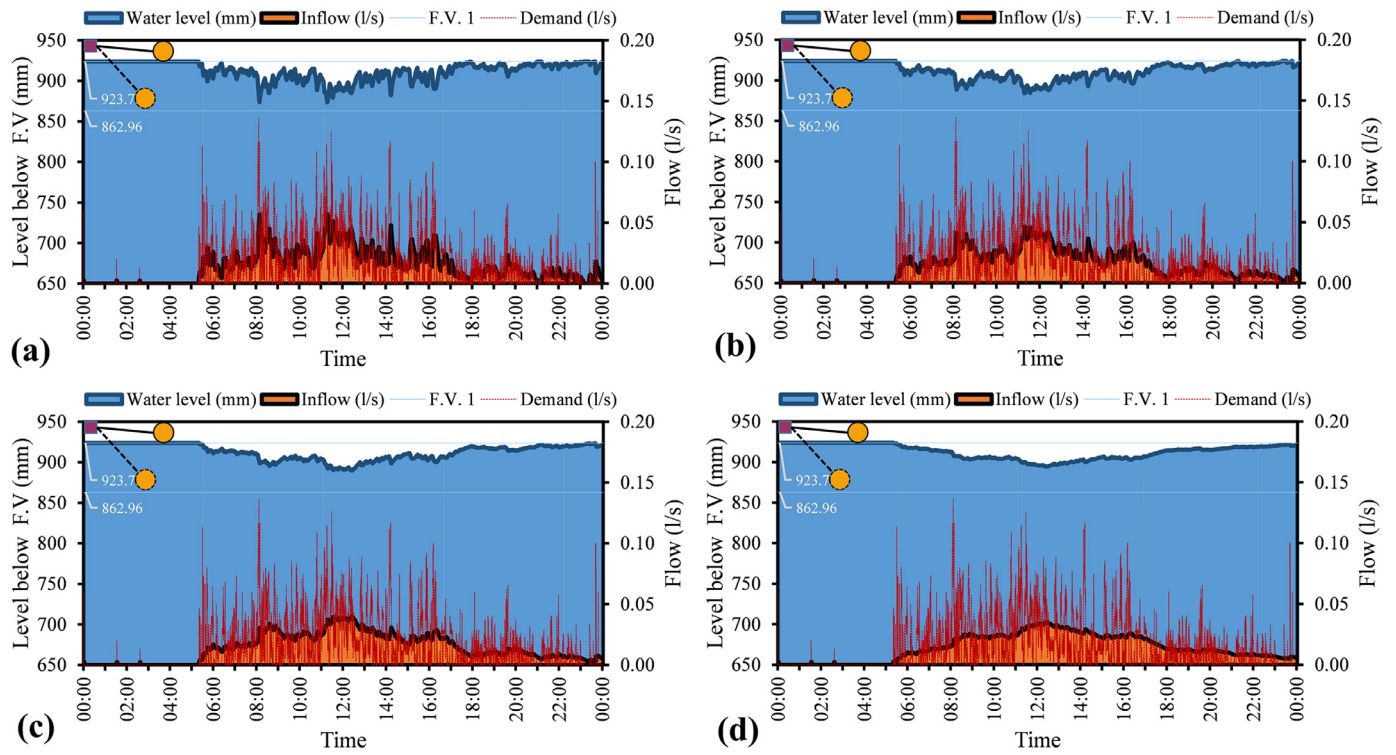 Water level (mm) Inflow (l/s) F.V. 1 Demand (l/s)
950 900 850 800 750 700 650
Level below F.V (mm)
923.7
862.96
0.20 0.15 0.10 0.05 0.00
Flow (l/s)
00:00 02:00 04:00 06:00 08:00 10:00 12:00 14:00 16:00 18:00 20:00 22:00 00:00
Time
(a)
Water level (mm) Inflow (l/s) F.V. 1 Demand (l/s)
950 900 850 800 750 700 650
Level below F.V (mm)
923.7
862.96
0.20 0.15 0.10 0.05 0.00
Flow (l/s)
00:00 02:00 04:00 06:00 08:00 10:00 12:00 14:00 16:00 18:00 20:00 22:00 00:00
Time
(b)
Water level (mm) Inflow (l/s) F.V. 1 Demand (l/s)
950 900 850 800 750 700 650
Level below F.V (mm)
923.7
862.96
0.20 0.15 0.10 0.05 0.00
Flow (l/s)
00:00 02:00 04:00 06:00 08:00 10:00 12:00 14:00 16:00 18:00 20:00 22:00 00:00
Time
(c)
Water level (mm) Inflow (l/s) F.V. 1 Demand (l/s)
950 900 850 800 750 700 650
Level below F.V (mm)
923.7
862.96
0.20 0.15 0.10 0.05 0.00
Flow (l/s)
00:00 02:00 04:00 06:00 08:00 10:00 12:00 14:00 16:00 18:00 20:00 22:00 00:00
Time
(d)